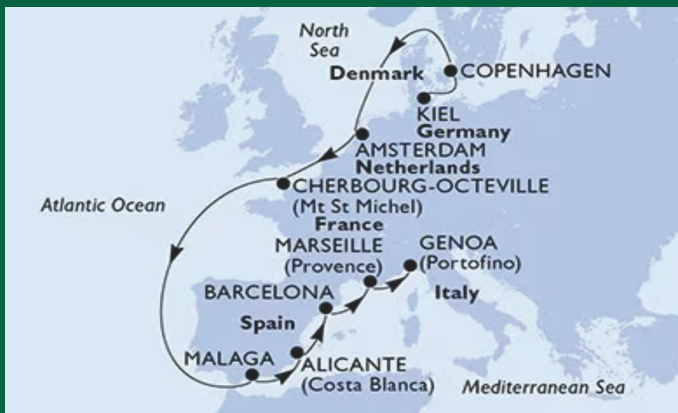 North
Sea
Denmark
COPENHAGEN
KIEL
Germany
AMSTERDAM
Netherlands
CHERBOURG-OCTEVILLE
(Mt St Michel)
Atlantic Ocean
France
MARSEILLE
(Provence)
GENOA
(Portofino)
BARCELONA
Italy
Spain
MALAGA
ALICANTE
(Costa Blanca)
Mediterranean Sea